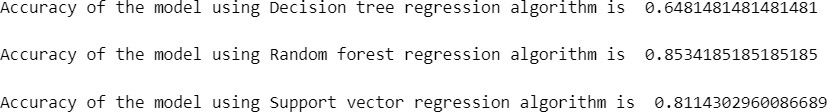 Accuracy of the model using Decision tree regression algorithm is  0.6481481481481481
Accuracy of the model using Random forest regression algorithm is  0.8534185185185185
Accuracy of the model using Support vector regression algorithm is  0.8114302960086689